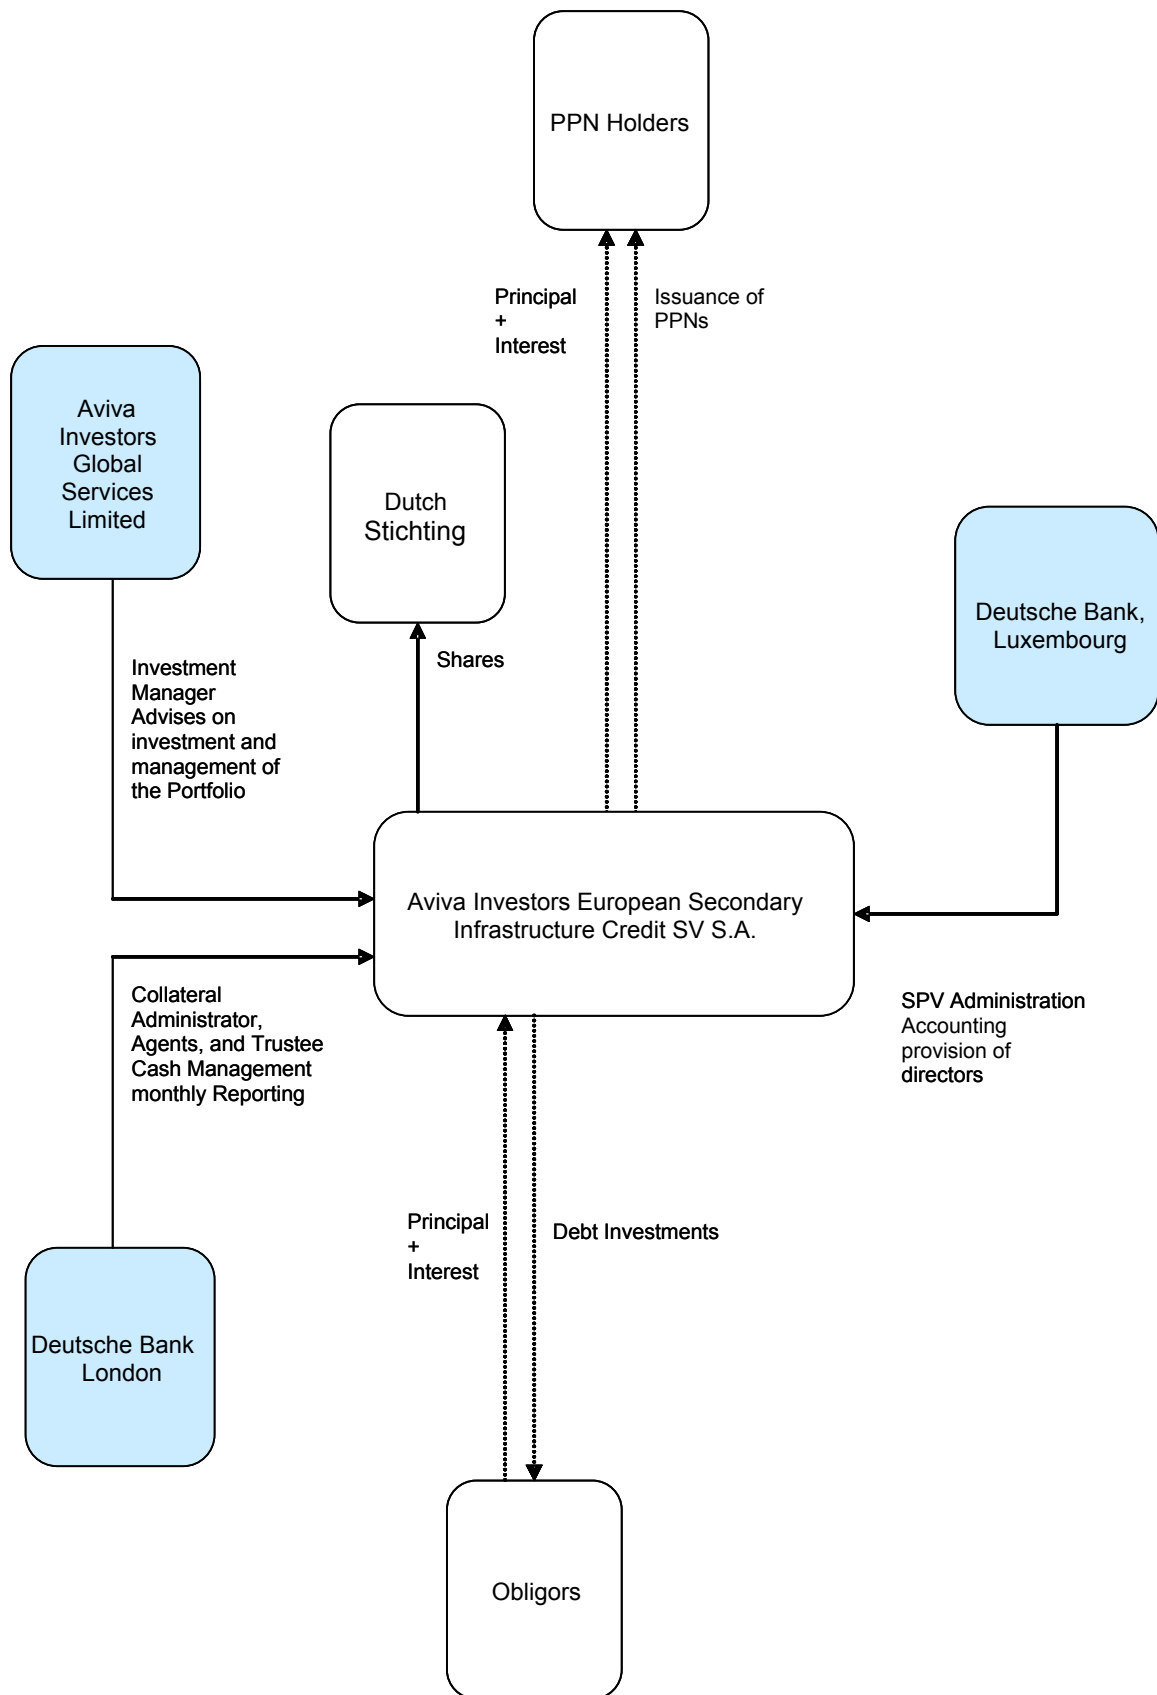 PPN Holders
Principal
+
Interest
Issuance of
PPNs
Aviva
Investors
Global
Services
Limited
Dutch
Stichting
Deutsche Bank,
Luxembourg
Shares
Investment
Manager
Advises on
investment and
management of
the Portfolio
Aviva Investors European Secondary
Infrastructure Credit SV S.A.
Collateral
Administrator,
Agents, and Trustee
Cash Management
monthly Reporting
SPV Administration
Accounting
provision of
directors
Principal
+
Interest
Debt Investments
Deutsche Bank
London
Obligors